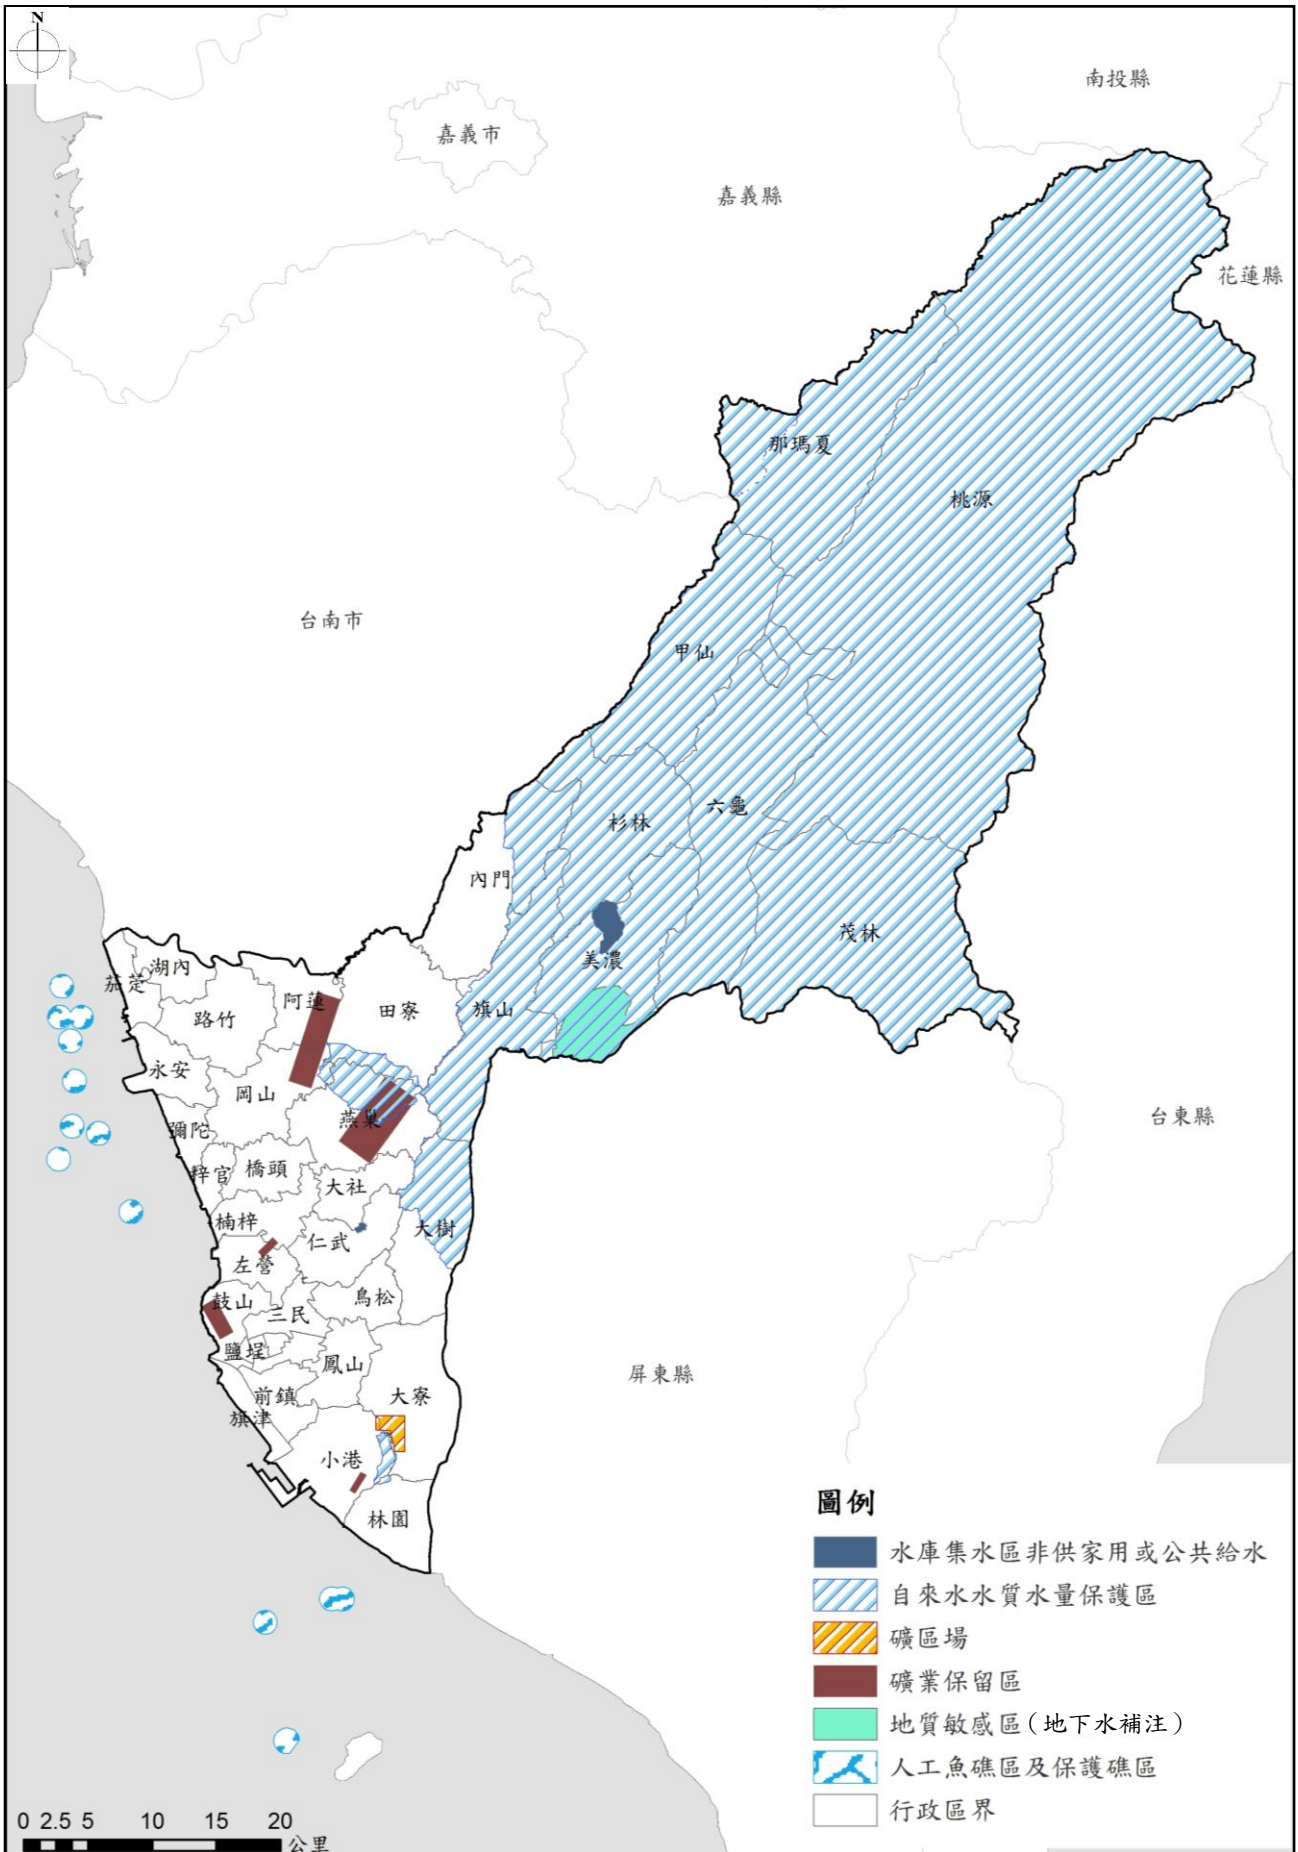 N
南投縣
嘉義市
嘉義縣
花蓮縣
那瑪夏
桃源
台南市
甲仙
六龜
杉林
內門
茂林
美濃
湖內
茄萣
阿蓮
田寮
旗山
路竹
永安
岡山
燕巢
彌陀
台東縣
梓官
橋頭
大社
楠梓
仁武
大樹
左營
鼓山
三民
鳥松
鹽埕
鳳山
屏東縣
前鎮
大寮
旗津
小港
林園
圖例
水庫集水區非供家用或公共給水
自來水水質水量保護區
礦區場
礦業保留區
地質敏感區(地下水補注)
人工魚礁區及保護礁區
行政區界
0 2.5 5 10 15 20
公里